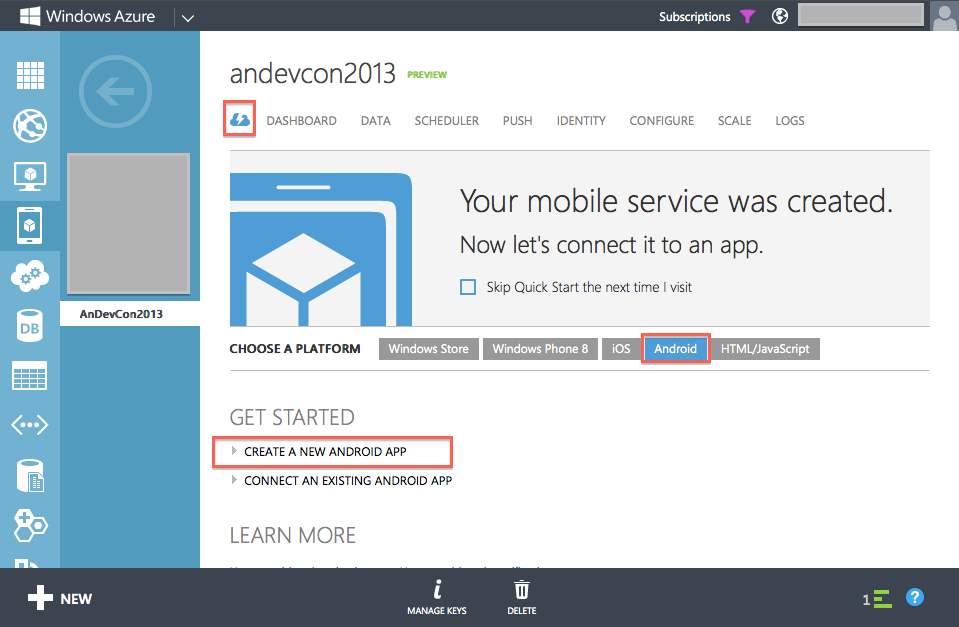 Windows Azure
Subscriptions
andevcon2013 PREVIEW
DASHBOARD DATA SCHEDULER PUSH IDENTITY CONFIGURE SCALE LOGS
Your mobile service was created.
Now let's connect it to an app.
Skip Quick Start the next time I visit
DB
AnDevCon2013
CHOOSE A PLATFORM Windows Store Windows Phone 8 iOS Android HTML/JavaScript
GET STARTED
CREATE A NEW ANDROID APP
CONNECT AN EXISTING ANDROID APP
LEARN MORE
NEW
MANAGE KEYS
DELETE
1
?